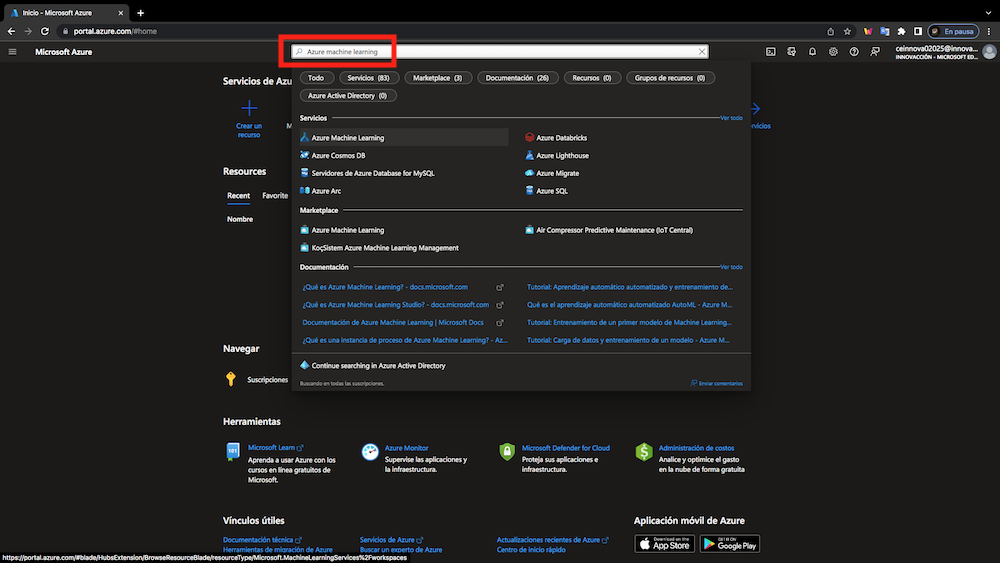 Inicio - Microsoft Azure
portal.azure.com/#home
En pausa
Microsoft Azure
Azure machine learning
ceinnova02025@innova...
INNOVACCIÓN - MICROSOFT ED...
Servicios de Azu
Todo
Servicios (83)
Marketplace (3)
Documentación (26)
Recursos (0)
Grupos de recursos (0)
Azure Active Directory (0)
Crear un
recurso
M
rvicios
Servicios
Ver todo
Azure Machine Learning
Azure Databricks
Azure Cosmos DB
Azure Lighthouse
Servidores de Azure Database for MySQL
Azure Migrate
Azure Arc
Azure SQL
Resources
Recent
Favorite
Nombre
Marketplace
Azure Machine Learning
Air Compressor Predictive Maintenance (IoT Central)
KoçSistem Azure Machine Learning Management
Documentación
Ver todo
¿Qué es Azure Machine Learning? - docs.microsoft.com
Tutorial: Aprendizaje automático automatizado y entrenamiento de...
¿Qué es Azure Machine Learning Studio? - docs.microsoft.com
Qué es el aprendizaje automático automatizado AutoML - Azure M...
Documentación de Azure Machine Learning | Microsoft Docs
Tutorial: Entrenamiento de un primer modelo de Machine Learning...
¿Qué es una instancia de proceso de Azure Machine Learning? - Az...
Tutorial: Carga de datos y entrenamiento de un modelo - Azure M...
Continue searching in Azure Active Directory
Buscando en todas las suscripciones.
Enviar comentarios
Navegar
Suscripciones
Herramientas
Microsoft Learn
Aprenda a usar Azure con los
cursos en línea gratuitos de
Microsoft.
Azure Monitor
Supervise las aplicaciones y
la infraestructura.
Microsoft Defender for Cloud
Proteja sus aplicaciones e
infraestructura.
Administración de costos
Analice y optimice el gasto
en la nube de forma gratuita
Vínculos útiles
Documentación técnica
Servicios de Azure
Actualizaciones recientes de Azure
Herramientas de migración de Azure
Buscar un experto de Azure
Centro de inicio rápido
Aplicación móvil de Azure
Download on the
App Store
GET IT ON
Google Play
https://portal.azure.com/#blade/HubsExtension/BrowseResourceBlade/resourceType/Microsoft.MachineLearningServices%2Fworkspaces